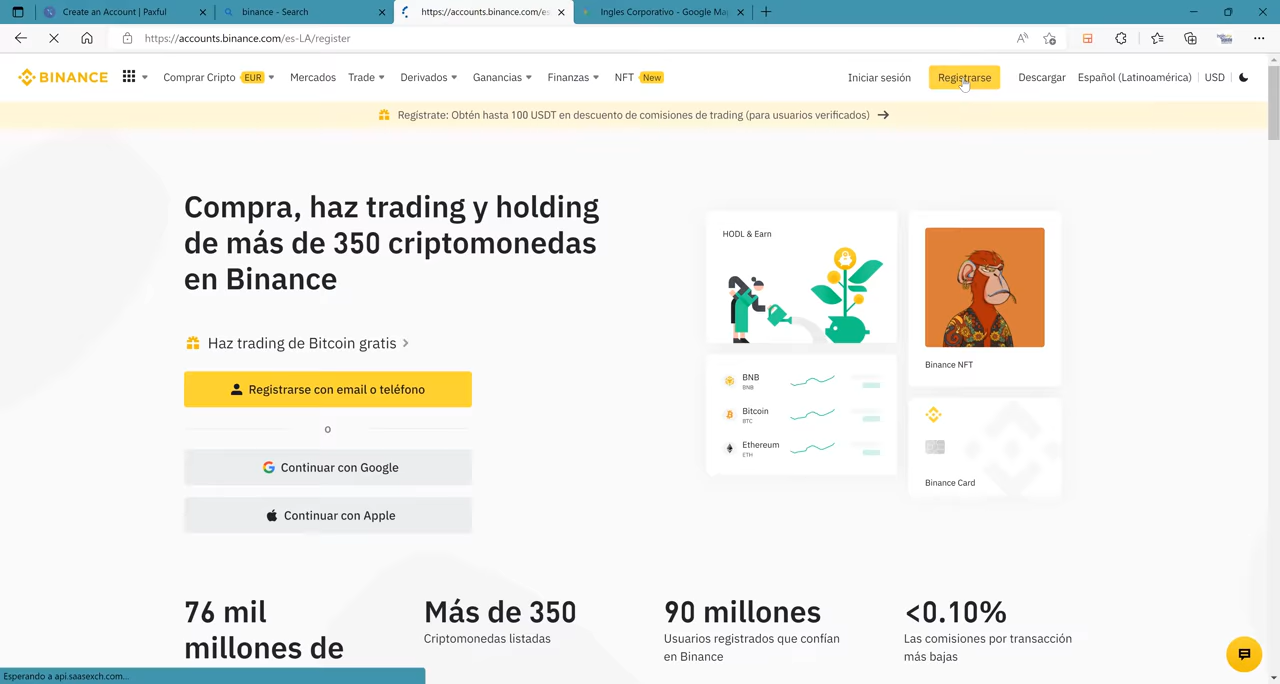 Create an Account | Paxful
binance - Search
https://accounts.binance.com/es-
Ingles Corporativo - Google Ma
https://accounts.binance.com/es-LA/register
BINANCE
Comprar Cripto EUR
Mercados
Trade
Derivados
Ganancias
Finanzas
NFT New
Iniciar sesión
Registrarse
Descargar
Español (Latinoamérica)
USD
Regístrate: Obtén hasta 100 USDT en descuento de comisiones de trading (para usuarios verificados)
Compra, haz trading y holding
de más de 350 criptomonedas
en Binance
Haz trading de Bitcoin gratis
Registrarse con email o teléfono
o
Continuar con Google
Continuar con Apple
HODL & Earn
BNB
BNB
Bitcoin
BTC
Ethereum
ETH
Binance NFT
Binance Card
76 mil
millones de
Más de 350
Criptomonedas listadas
90 millones
Usuarios registrados que confían
en Binance
<0.10%
Las comisiones por transacción
más bajas
Esperando a api.saasexch.com...